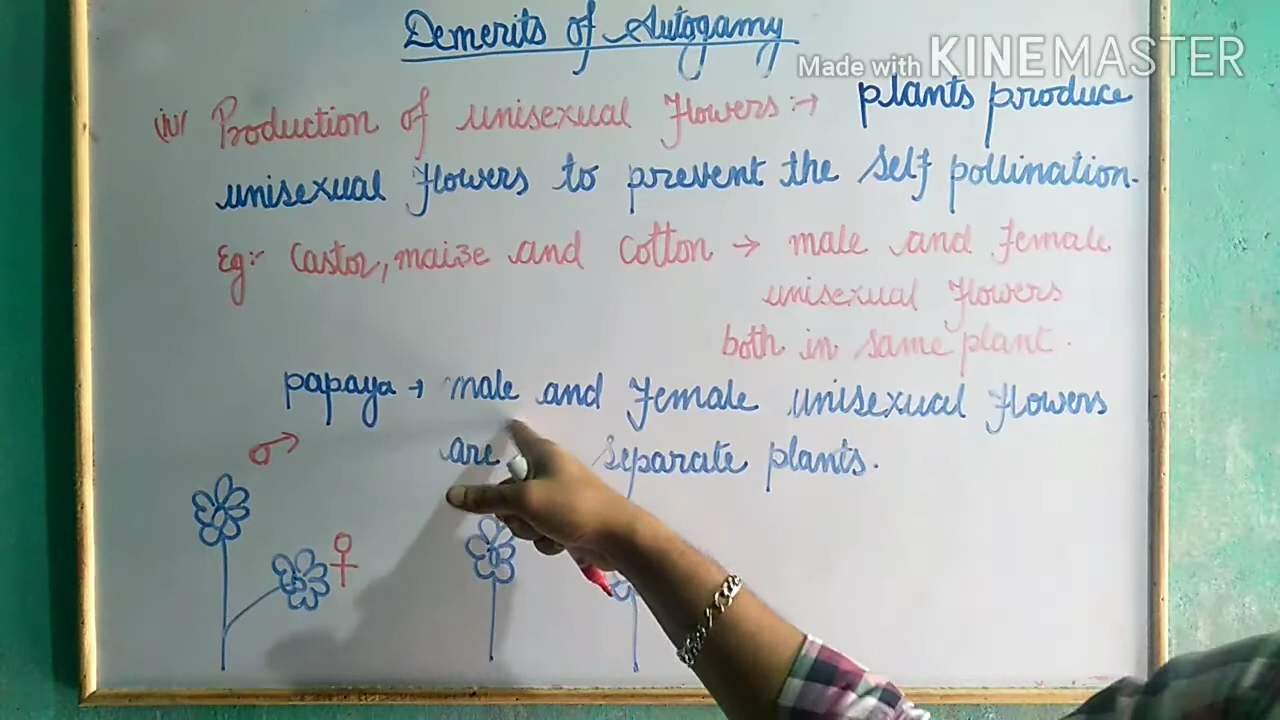 Demerits of Autogamy
Made with KINEMASTER
(iv) Production of unisexual flowers:→ plants produce
unisexual flowers to prevent the self pollination.
Eg:- Castor, maize and cotton → male and female
unisexual flowers
both in same plant.
papaya → male and female unisexual flowers
are separate plants.
♂
♀